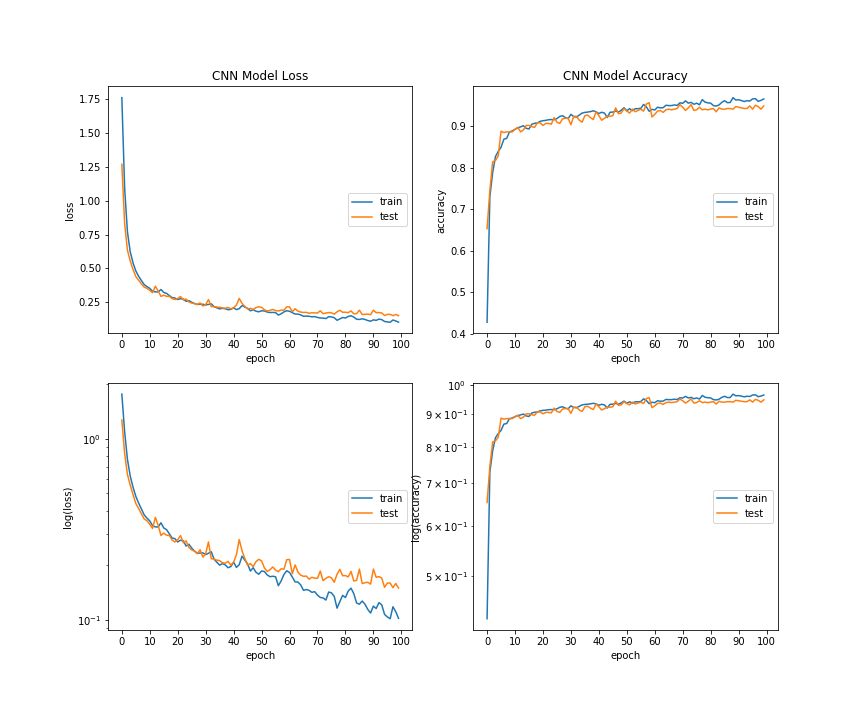 CNN Model Loss
1.75
1.50
1.25
1.00
0.75
0.50
0.25
loss
train
test
0 10 20 30 40 50 60 70 80 90 100
epoch
CNN Model Accuracy
0.9
0.8
0.7
0.6
0.5
0.4
accuracy
train
test
0 10 20 30 40 50 60 70 80 90 100
epoch
10⁰
10⁻¹
log(loss)
train
test
0 10 20 30 40 50 60 70 80 90 100
epoch
10⁰
9 × 10⁻¹
8 × 10⁻¹
7 × 10⁻¹
6 × 10⁻¹
5 × 10⁻¹
log(accuracy)
train
test
0 10 20 30 40 50 60 70 80 90 100
epoch